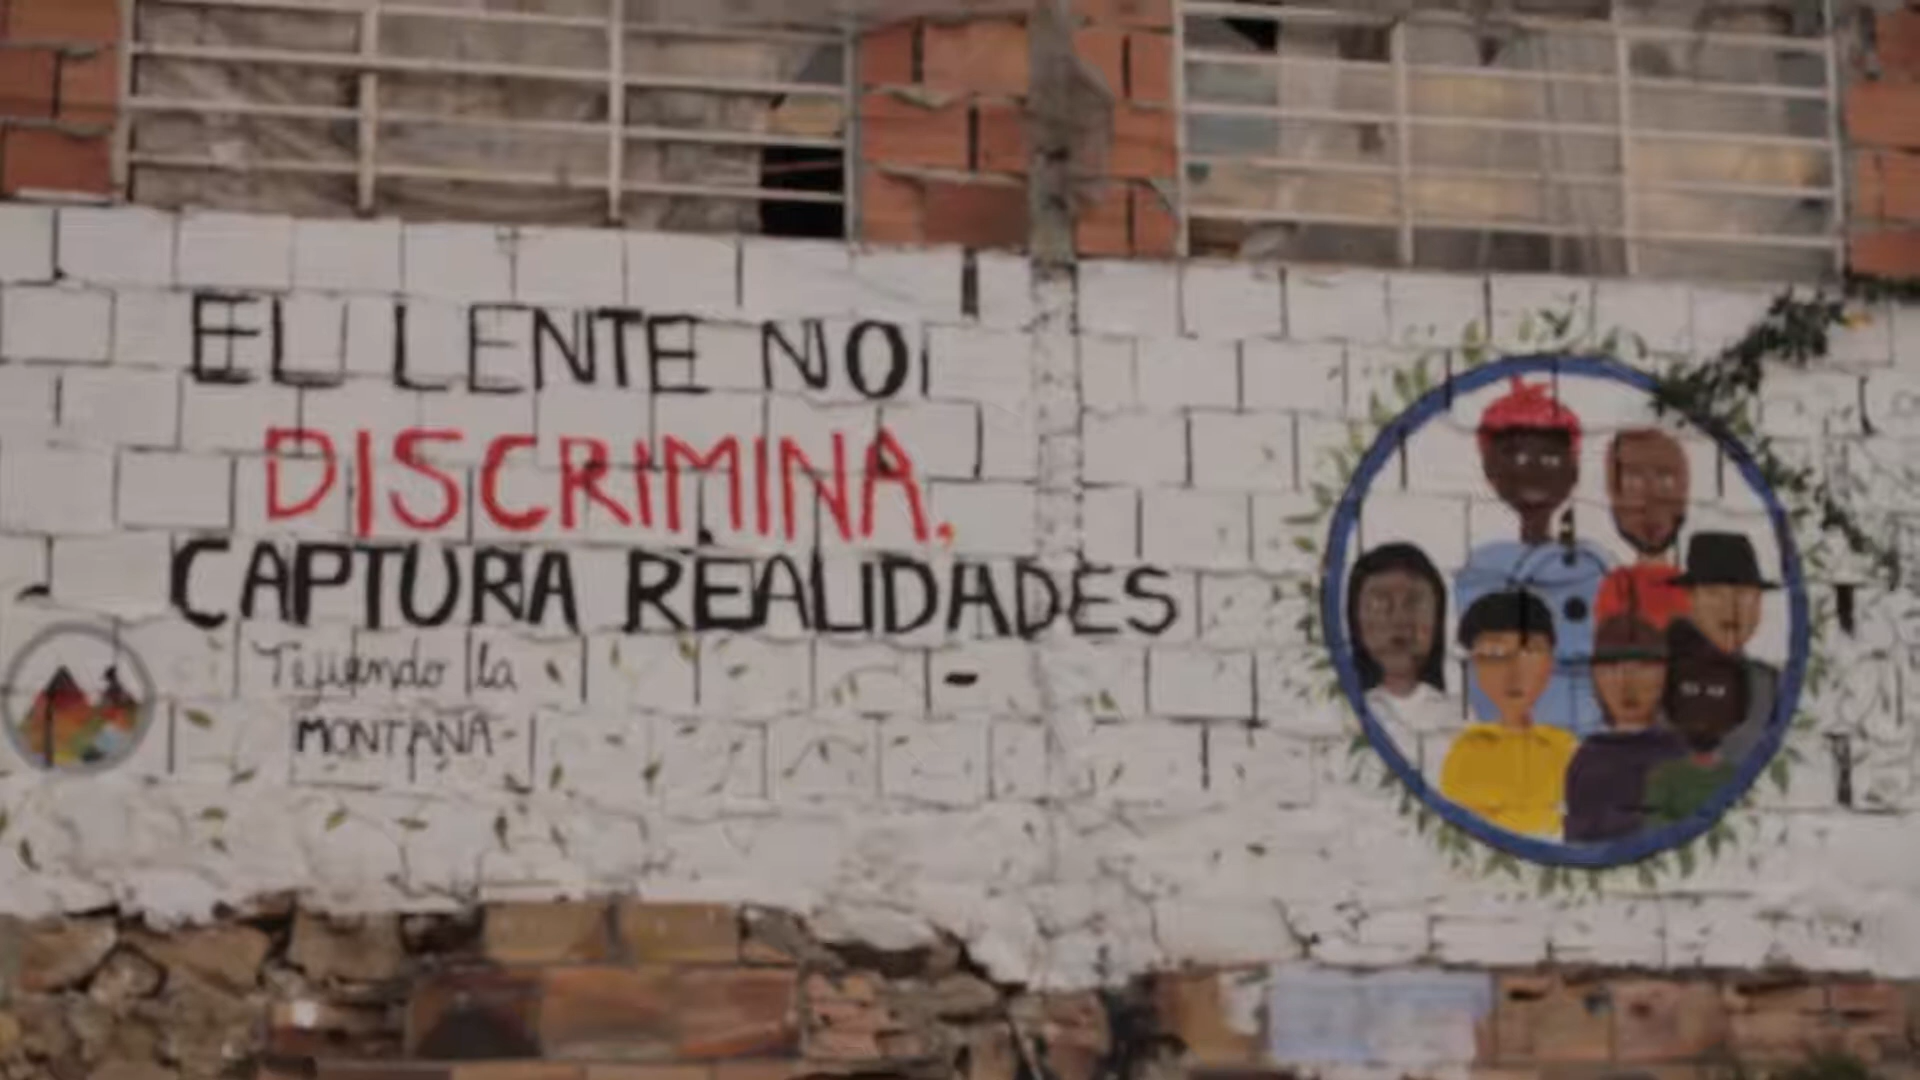 EL LENTE NO
DISCRIMINA,
CAPTURA REALIDADES
Tejiendo la
MONTAÑA